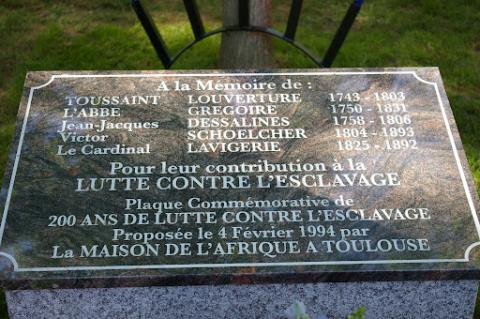 A la Mémoire de :
TOUSSAINT LOUVERTURE 1743 - 1803
L'ABBE GREGOIRE 1750 - 1831
Jean-Jacques DESSALINES 1758 - 1806
Victor SCHOELCHER 1804 - 1893
Le Cardinal LAVIGERIE 1825 - 1892
Pour leur contribution à la
LUTTE CONTRE L'ESCLAVAGE
Plaque Commémorative de
200 ANS DE LUTTE CONTRE L'ESCLAVAGE
Proposée le 4 Février 1994 par
La MAISON DE L'AFRIQUE A TOULOUSE